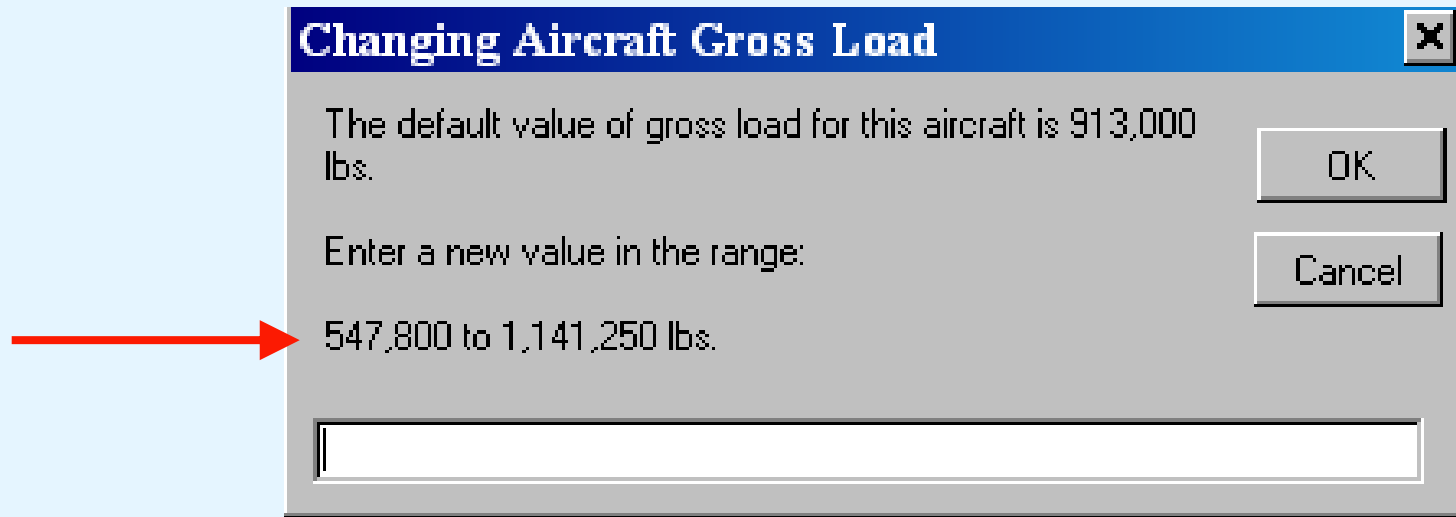 Changing Aircraft Gross Load
The default value of gross load for this aircraft is 913,000
lbs.
OK
Enter a new value in the range:
Cancel
547,800 to 1,141,250 lbs.